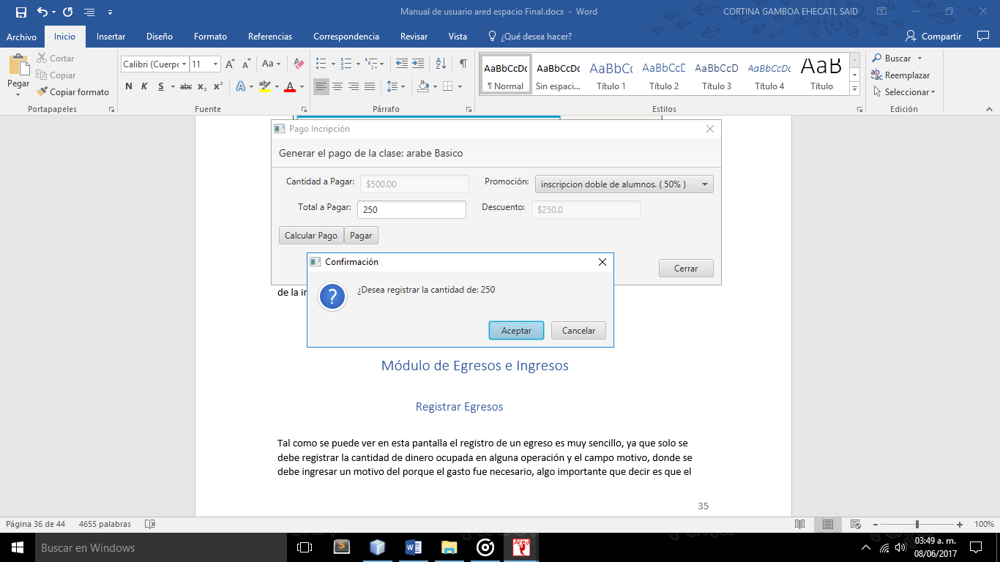 Manual de usuario ared espacio Final.docx - Word
CORTINA GAMBOA EHECATL SAID
Archivo Inicio Insertar Diseño Formato Referencias Correspondencia Revisar Vista ¿Qué desea hacer? Compartir
Pegar
Cortar
Copiar
Copiar formato
Portapapeles
Calibri (Cuerpo 11
Aa
N K S abc x₂ x² A ab A
Fuente
Párrafo
AaBbCcDc AaBbCcDc AaBbCc AaBbCcD AaBbCcD AaBbCcDc AaB
¶ Normal Sin espaci... Título 1 Título 2 Título 3 Título 4 Título
Estilos
Buscar
Reemplazar
Seleccionar
Edición
Pago Incripción
Generar el pago de la clase: arabe Basico
Cantidad a Pagar: $500.00 Promoción: inscripcion doble de alumnos. ( 50% )
Total a Pagar: 250 Descuento: $250.0
Calcular Pago Pagar
Cerrar
Confirmación
¿Desea registrar la cantidad de: 250
Aceptar Cancelar
de la in
Módulo de Egresos e Ingresos
Registrar Egresos
Tal como se puede ver en esta pantalla el registro de un egreso es muy sencillo, ya que solo se
debe registrar la cantidad de dinero ocupada en alguna operación y el campo motivo, donde se
debe ingresar un motivo del porque el gasto fue necesario, algo importante que decir es que el
35
Página 36 de 44 4655 palabras 100%
Buscar en Windows
03:49 a. m.
08/06/2017